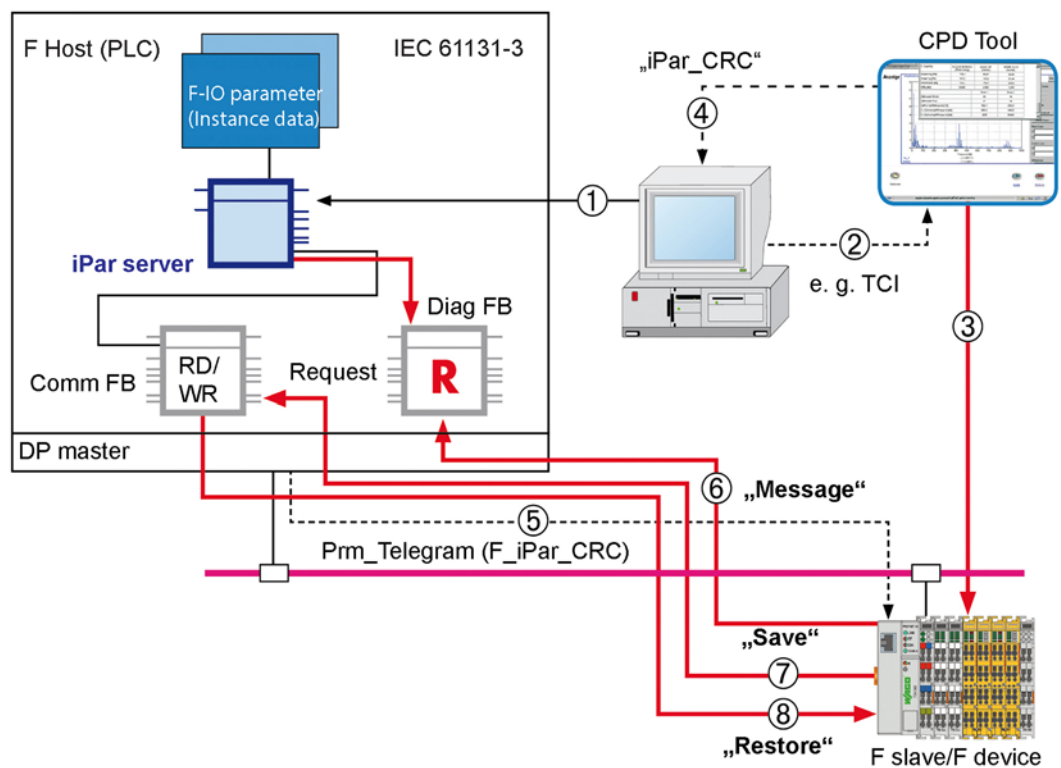 F Host (PLC)
IEC 61131-3
CPD Tool
F-IO parameter
(Instance data)
„iPar_CRC“
4
1
iPar server
2
e. g. TCI
Diag FB
3
RD/
WR
Request
R
Comm FB
DP master
6
„Message“
5
Prm_Telegram (F_iPar_CRC)
„Save“
7
WAGO
8
„Restore“
F slave/F device